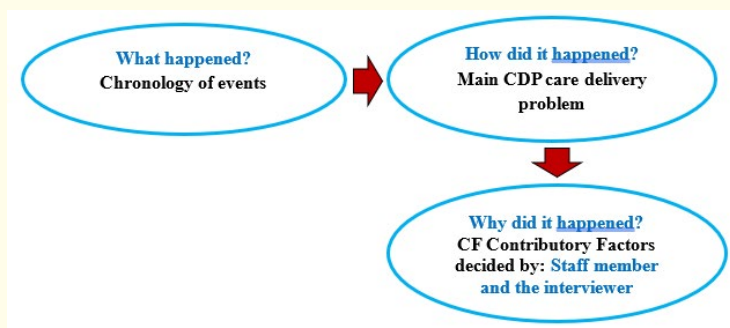 What happened?
Chronology of events
How did it happened?
Main CDP care delivery
problem
Why did it happened?
CF Contributory Factors
decided by: Staff member
and the interviewer